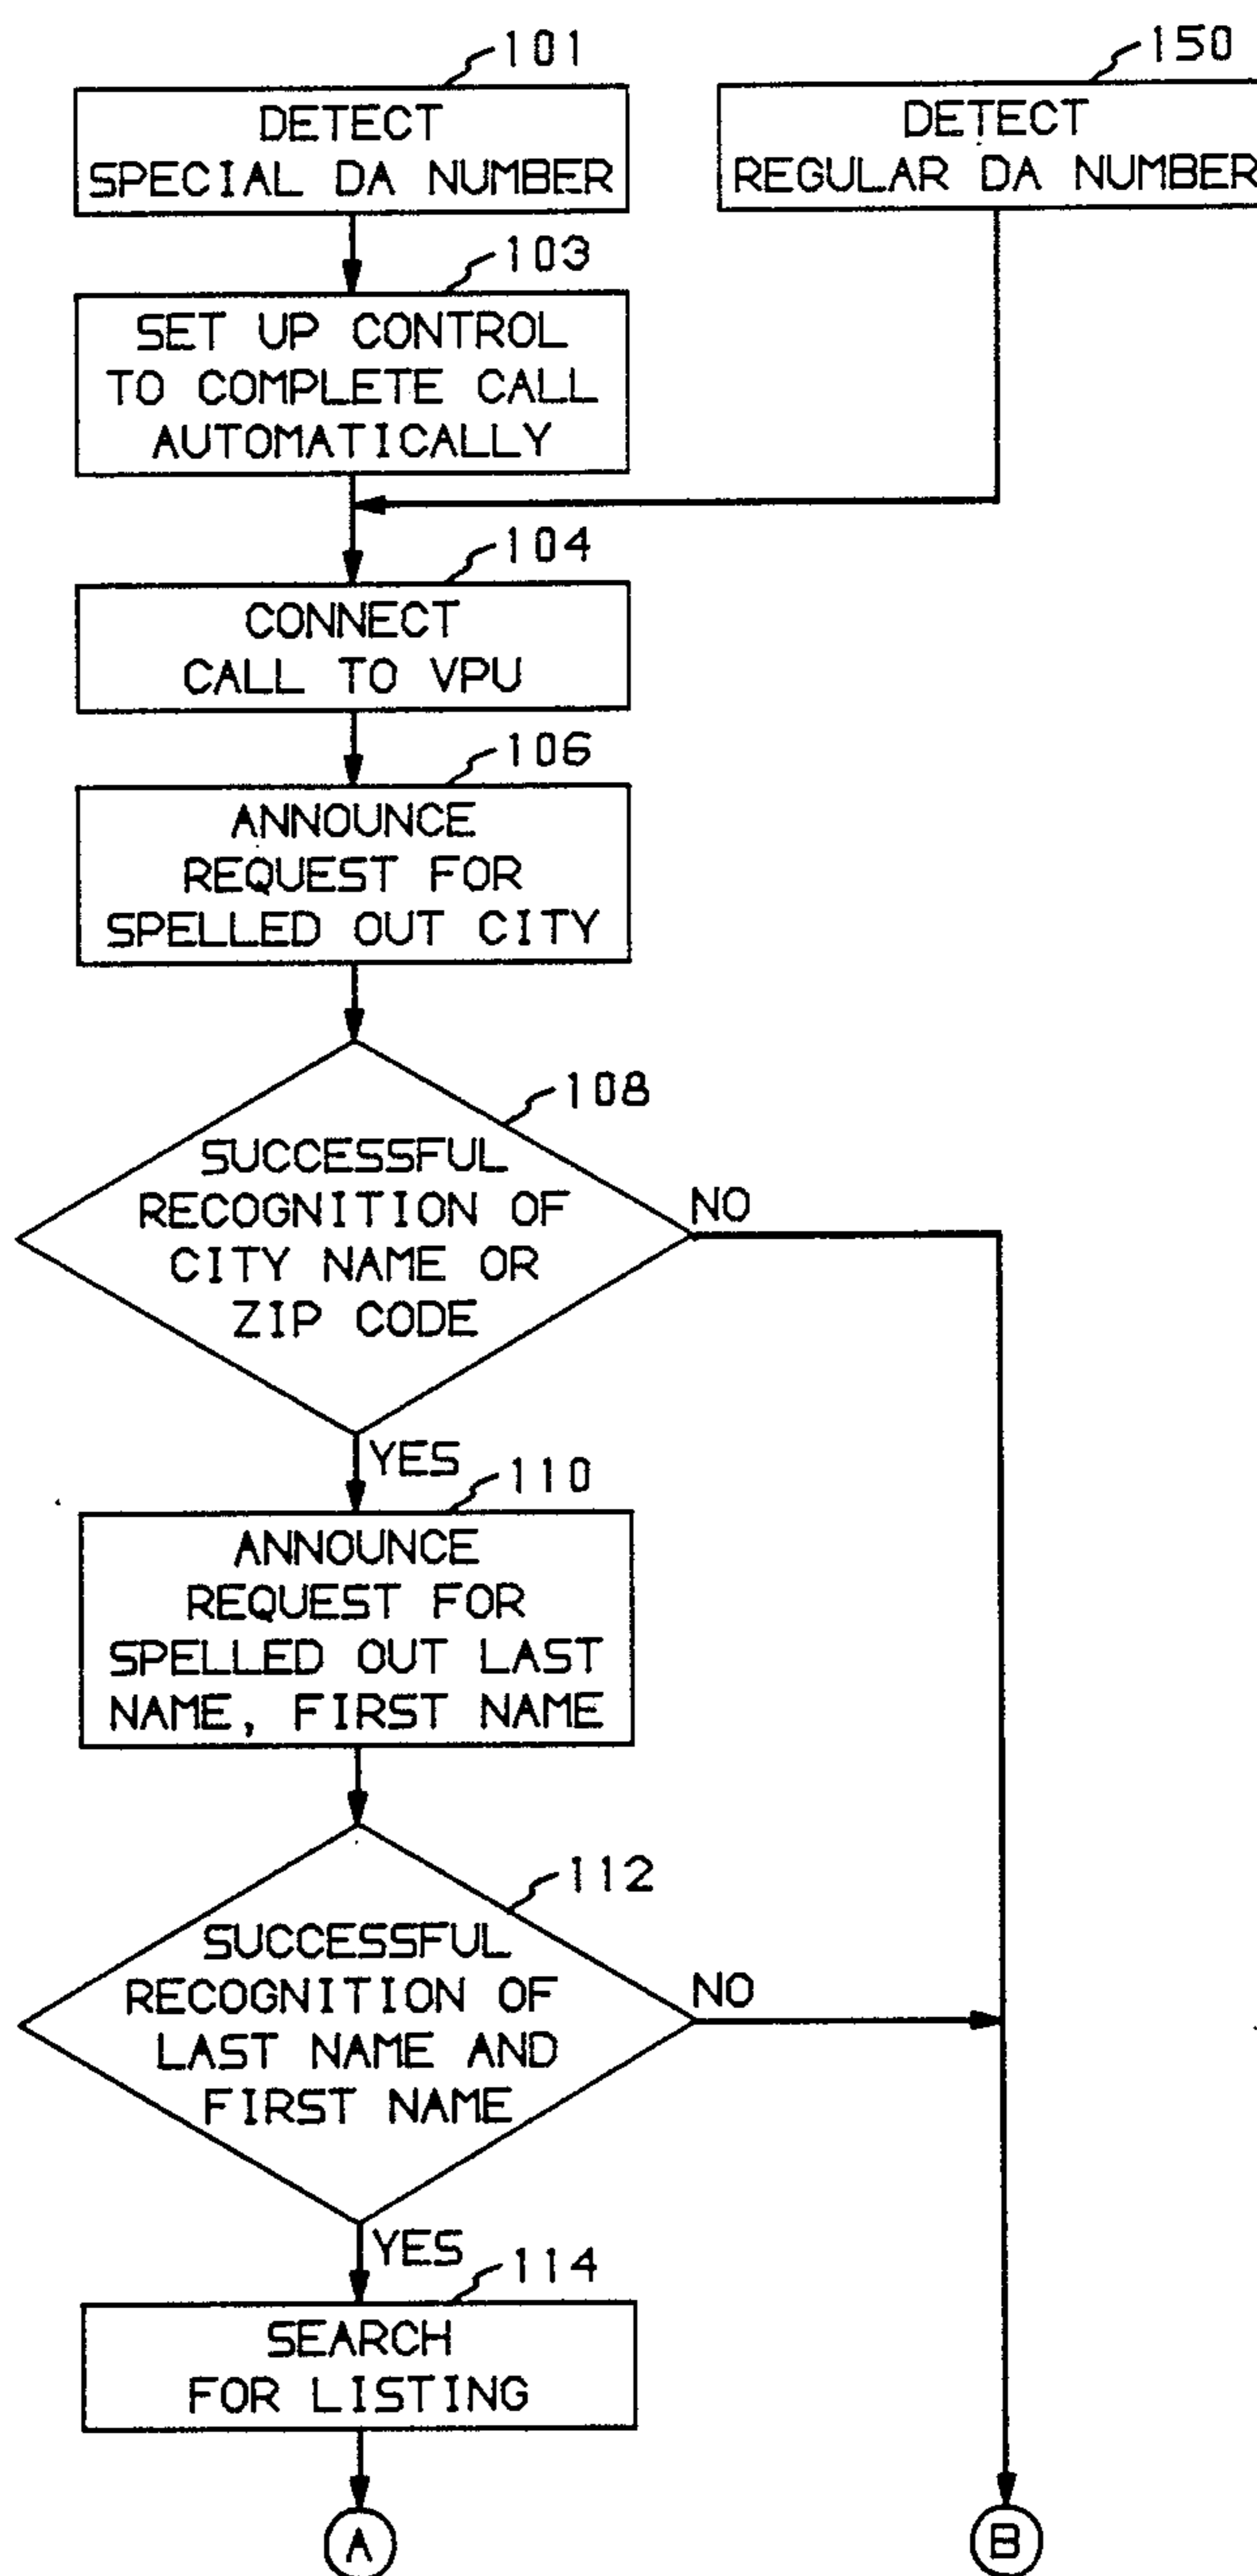 101
DETECT
SPECIAL DA NUMBER
150
DETECT
REGULAR DA NUMBER
103
SET UP CONTROL
TO COMPLETE CALL
AUTOMATICALLY
104
CONNECT
CALL TO VPU
106
ANNOUNCE
REQUEST FOR
SPELLED OUT CITY
108
SUCCESSFUL
RECOGNITION OF
CITY NAME OR
ZIP CODE
NO
YES
110
ANNOUNCE
REQUEST FOR
SPELLED OUT LAST
NAME, FIRST NAME
112
SUCCESSFUL
RECOGNITION OF
LAST NAME AND
FIRST NAME
NO
YES
114
SEARCH
FOR LISTING
A
B